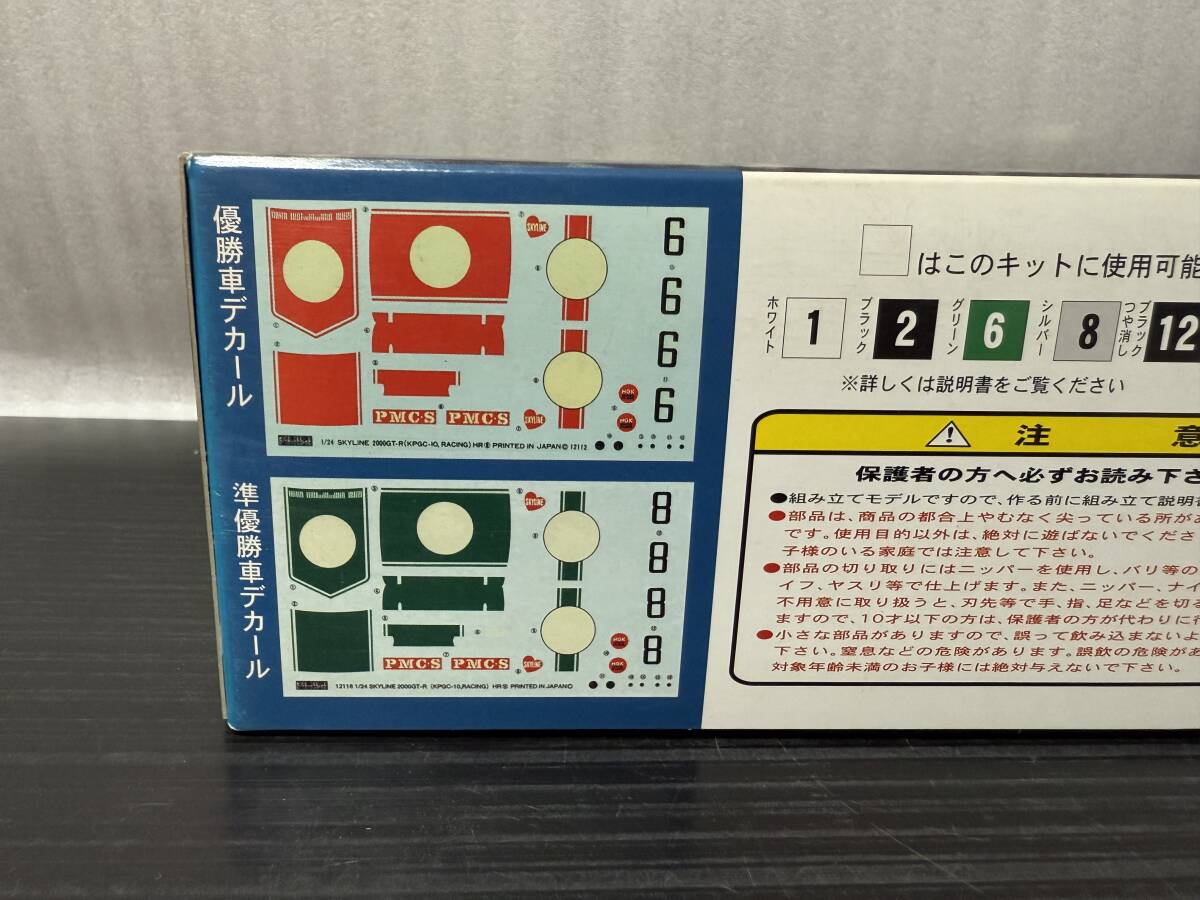 優勝車デカール
SKYLINE
6
6
6
6
NGK
NGK
PMC·S PMC·S
SKYLINE
1/24 SKYLINE 2000GT-R (KPGC-10, RACING) HR⑧ PRINTED IN JAPAN© 12112
準優勝車デカール
SKYLINE
8
8
8
8
NGK
NGK
PMC·S PMC·S
SKYLINE
12116 1/24 SKYLINE 2000GT-R (KPGC-10, RACING) HR⑤ PRINTED IN JAPAN©
はこのキットに使用可能
ホワイト 1 ブラック 2 グリーン 6 シルバー 8 つや消しブラック 12
※詳しくは説明書をご覧ください
注 意
保護者の方へ必ずお読み下さ
●組み立てモデルですので、作る前に組み立て説明書
●部品は、商品の都合上やむなく尖っている所が
です。使用目的以外は、絶対に遊ばないでくださ
子様のいる家庭では注意して下さい。
●部品の切り取りにはニッパーを使用し、バリ等の
イフ、ヤスリ等で仕上げます。また、ニッパー、ナイ
不用意に取り扱うと、刃先等で手、指、足などを切る
ますので、10才以下の方は、保護者の方が代わりに
●小さな部品がありますので、誤って飲み込まないよ
下さい。窒息などの危険があります。誤飲の危険があ
対象年齢未満のお子様には絶対与えないで下さい。